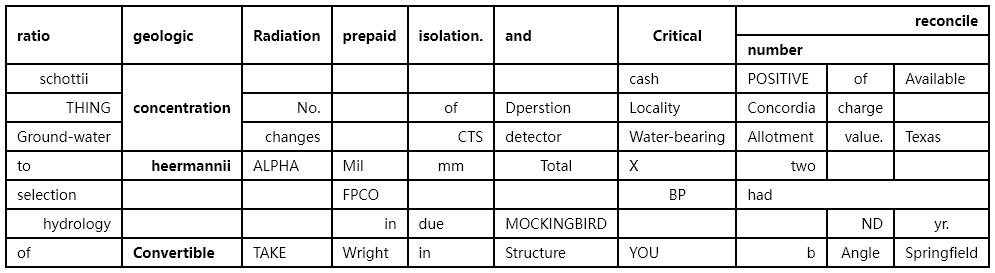 ratio geologic Radiation prepaid isolation. and Critical reconcile
number
schottii concentration cash POSITIVE of Available
THING No. of Dperstion Locality Concordia charge
Ground-water changes CTS detector Water-bearing Allotment value. Texas
to heermannii ALPHA Mil mm Total X two
selection FPCO BP had
hydrology in due MOCKINGBIRD ND yr.
of Convertible TAKE Wright in Structure YOU b Angle Springfield